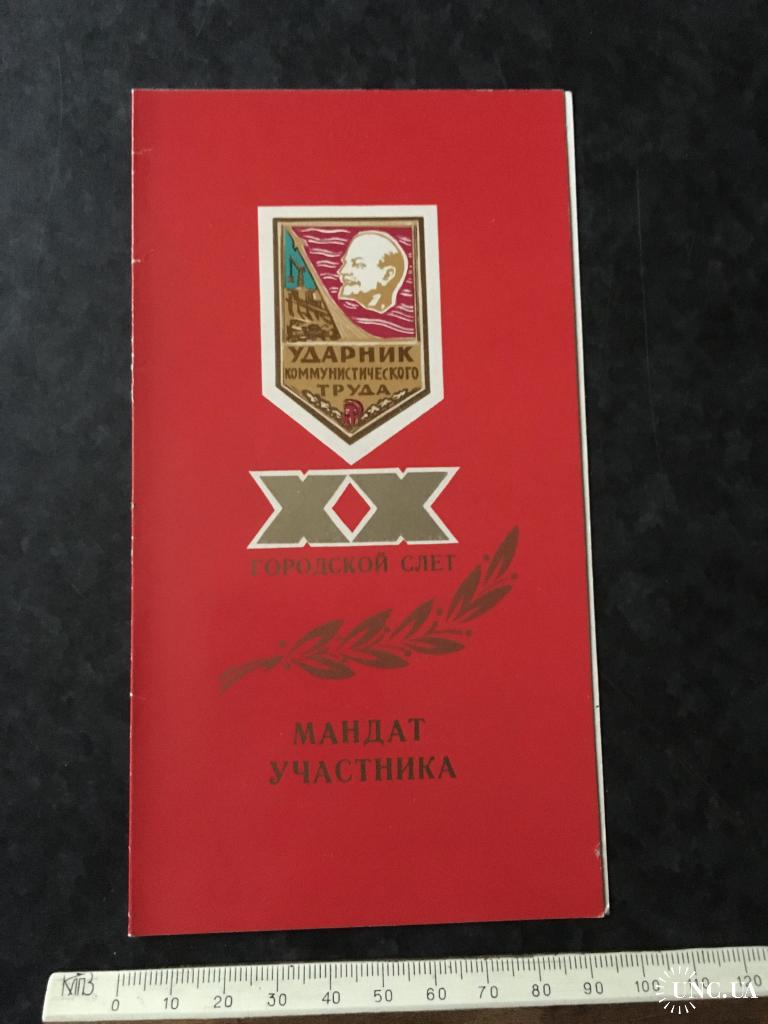 УДАРНИК
КОММУНИСТИЧЕСКОГО
ТРУДА
XX
ГОРОДСКОЙ СЛЕТ
МАНДАТ
УЧАСТНИКА
0 10 20 30 40 50 60 70 80 90 100 110 120
UNC.UA